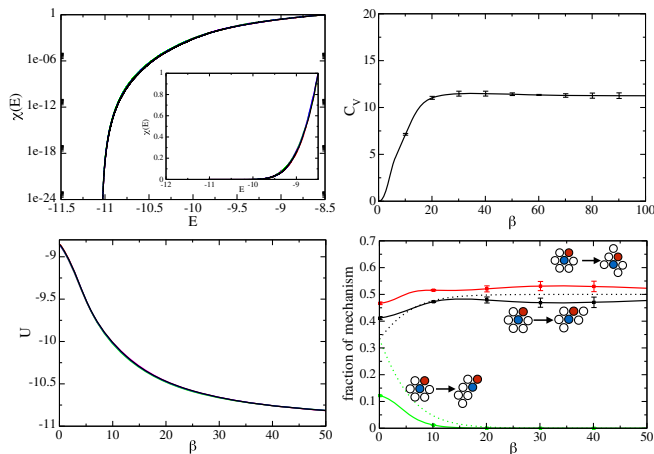 1
1e-06
1e-12
1e-18
1e-24
χ(E)
-11.5 -11 -10.5 -10 -9.5 -9 -8.5
E
1
0.8
0.6
0.4
0.2
0
χ(E)
-12 -11 -10 -9
E
20
15
10
5
0
C_V
0 20 40 60 80 100
β
-9
-9.5
-10
-10.5
-11
U
0 10 20 30 40 50
β
0.7
0.6
0.5
0.4
0.3
0.2
0.1
0
fraction of mechanism
0 10 20 30 40 50
β